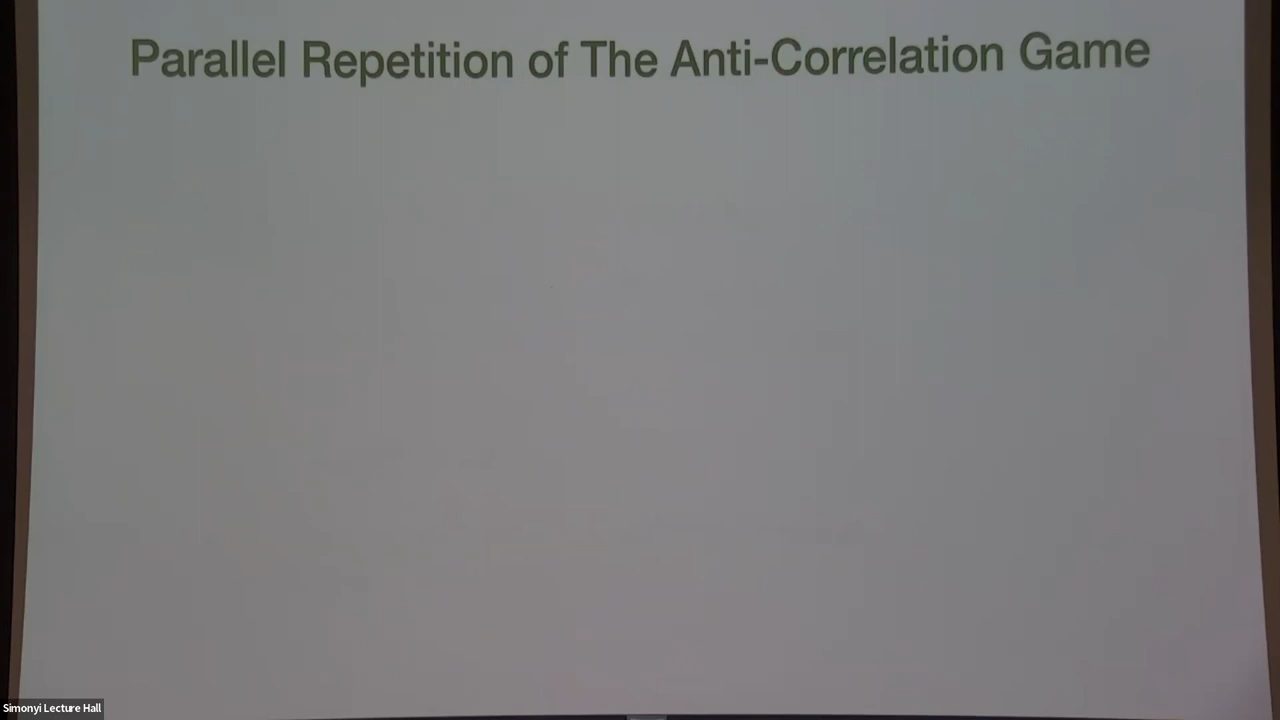 Parallel Repetition of The Anti-Correlation Game
Simonyi Lecture Hall